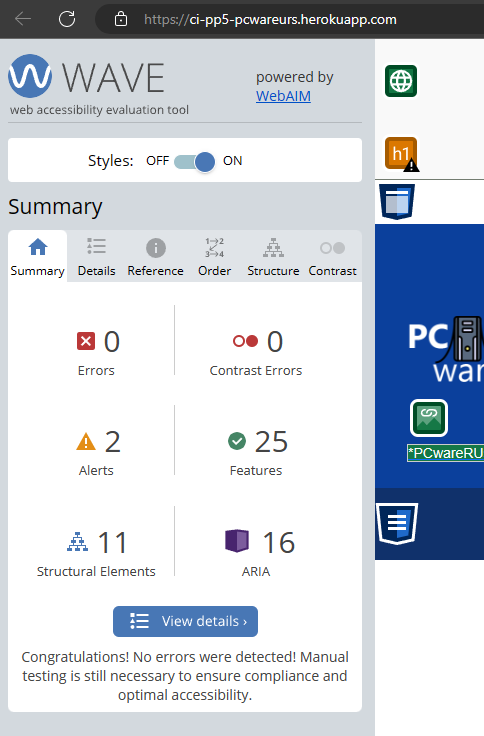 https://ci-pp5-pcwareurs.herokuapp.com
WAVE
web accessibility evaluation tool
powered by
WebAIM
Styles: OFF ON
Summary
Summary Details Reference Order Structure Contrast
0
Errors
0
Contrast Errors
2
Alerts
25
Features
11
Structural Elements
16
ARIA
View details ›
Congratulations! No errors were detected! Manual
testing is still necessary to ensure compliance and
optimal accessibility.
h1
PC
war
*PCwareRU